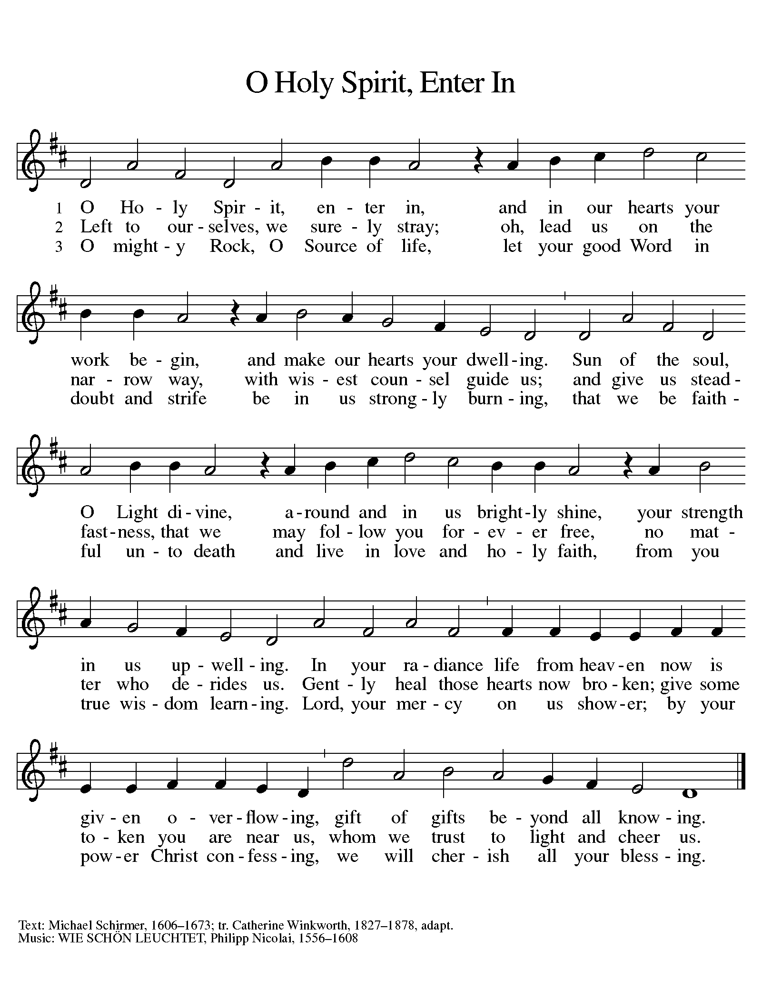 O Holy Spirit, Enter In
1 O Ho - ly Spir - it, en - ter in, and in our hearts your
2 Left to our - selves, we sure - ly stray; oh, lead us on the
3 O might - y Rock, O Source of life, let your good Word in
work be - gin, and make our hearts your dwell - ing. Sun of the soul,
nar - row way, with wis - est coun - sel guide us; and give us stead -
doubt and strife be in us strong - ly burn - ing, that we be faith -
O Light di - vine, a - round and in us bright - ly shine, your strength
fast - ness, that we may fol - low you for - ev - er free, no mat -
ful un - to death and live in love and ho - ly faith, from you
in us up - well - ing. In your ra - diance life from heav - en now is
ter who de - rides us. Gent - ly heal those hearts now bro - ken; give some
true wis - dom learn - ing. Lord, your mer - cy on us show - er; by your
giv - en o - ver - flow - ing, gift of gifts be - yond all know - ing.
to - ken you are near us, whom we trust to light and cheer us.
pow - er Christ con - fess - ing, we will cher - ish all your bless - ing.
Text: Michael Schirmer, 1606–1673; tr. Catherine Winkworth, 1827–1878, adapt.
Music: WIE SCHÖN LEUCHTET, Philipp Nicolai, 1556–1608